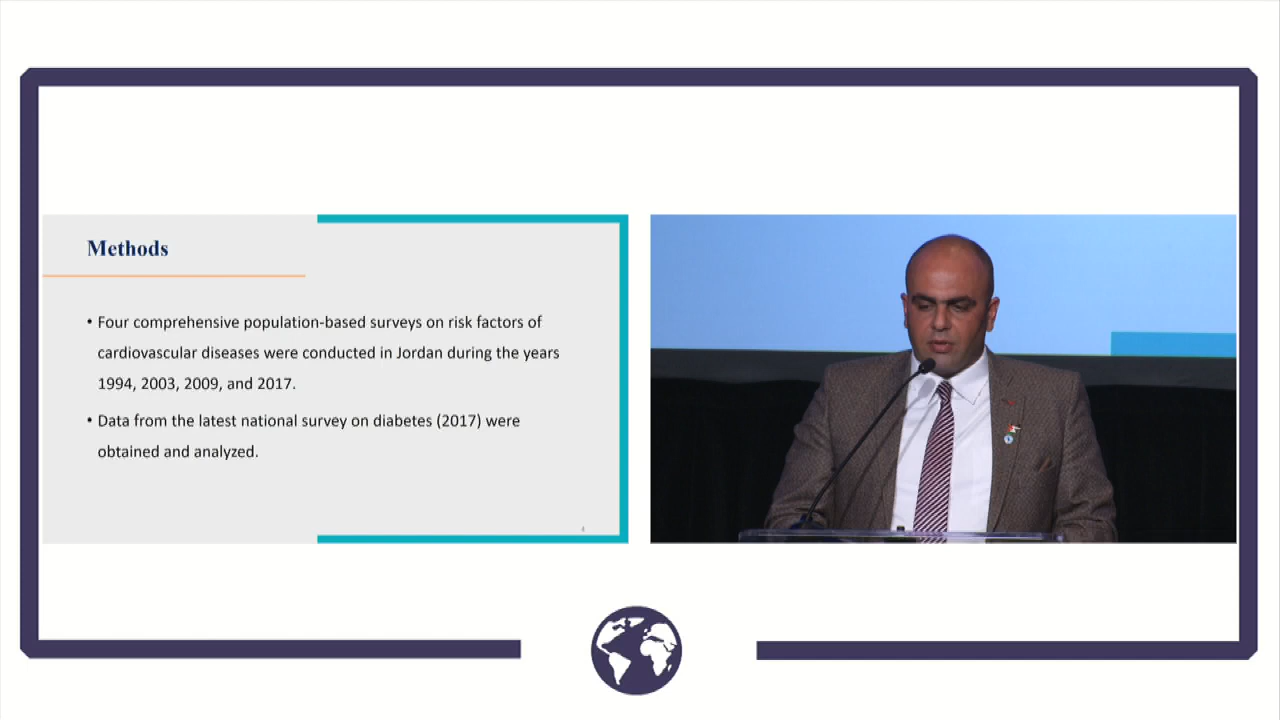 Methods
• Four comprehensive population-based surveys on risk factors of
cardiovascular diseases were conducted in Jordan during the years
1994, 2003, 2009, and 2017.
• Data from the latest national survey on diabetes (2017) were
obtained and analyzed.
4